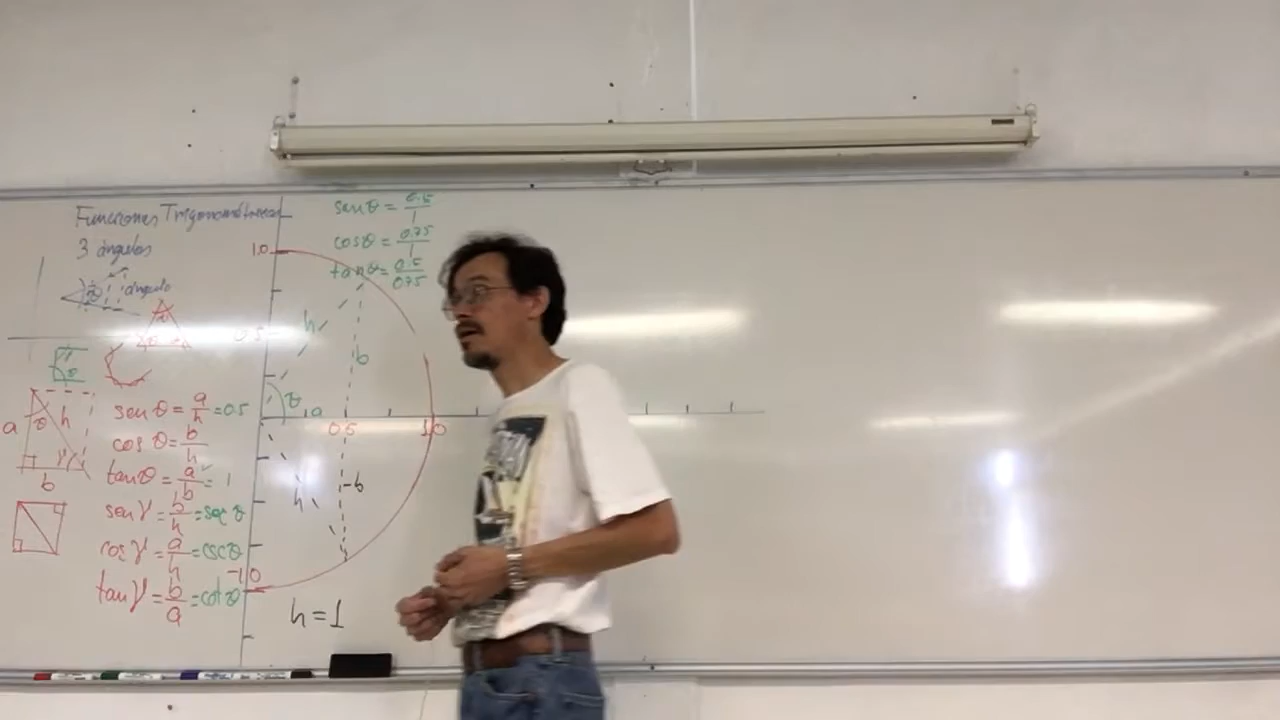 Funciones Trigonométricas
3 ángulos
θ ángulo
a
θ
h
γ
b
sen θ = a/h = 0.5
cos θ = b/h
tan θ = a/b = 1
sen γ = b/h = sec θ
cos γ = a/h = csc θ
tan γ = b/a = cot θ
sen θ = 0.5/1
cos θ = 0.75/1
tan θ = 0.5/0.75
1.0
0.5
h
b
θ
a
0.5
1.0
h
-b
-1.0
h = 1